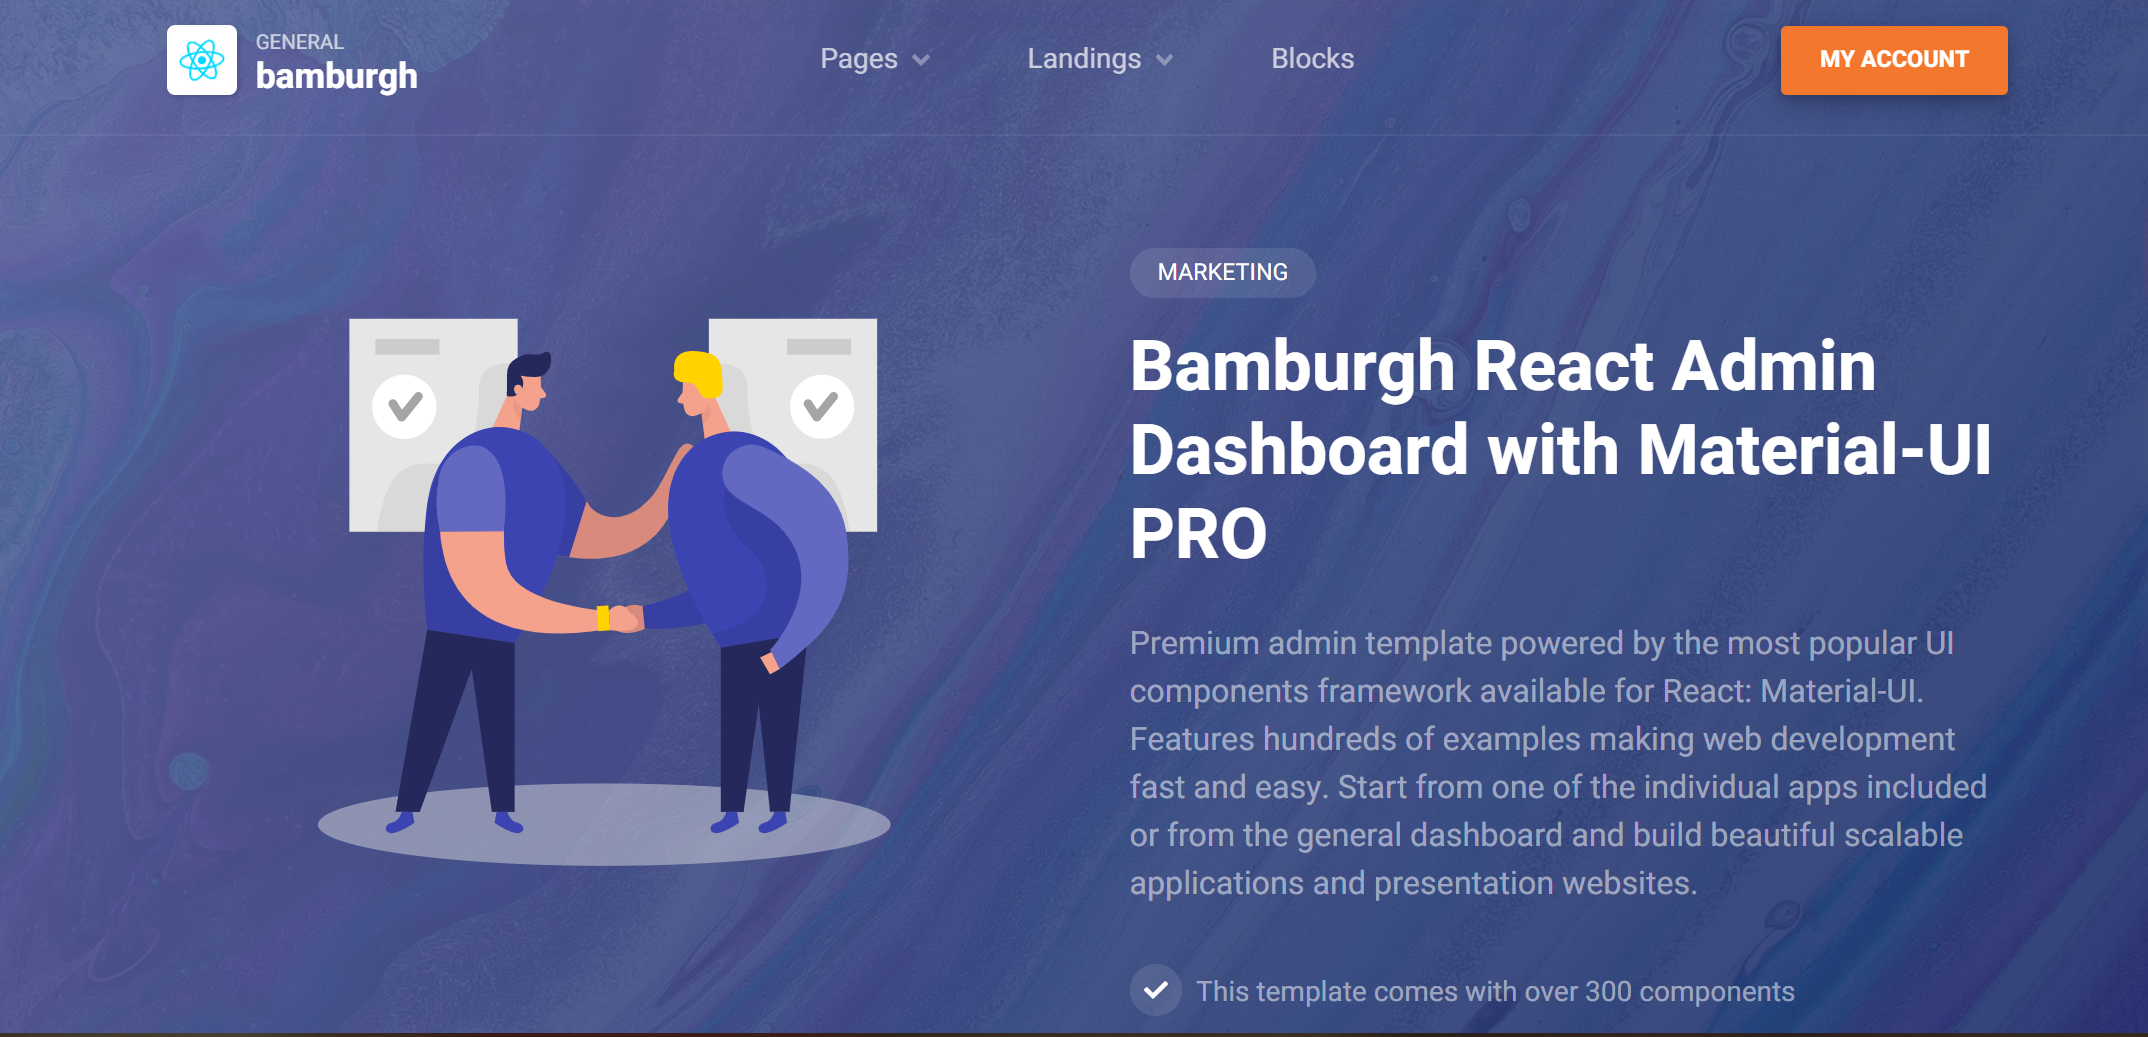 GENERAL
bamburgh
Pages
Landings
Blocks
MY ACCOUNT
MARKETING
Bamburgh React Admin
Dashboard with Material-UI
PRO
Premium admin template powered by the most popular UI
components framework available for React: Material-UI.
Features hundreds of examples making web development
fast and easy. Start from one of the individual apps included
or from the general dashboard and build beautiful scalable
applications and presentation websites.
This template comes with over 300 components